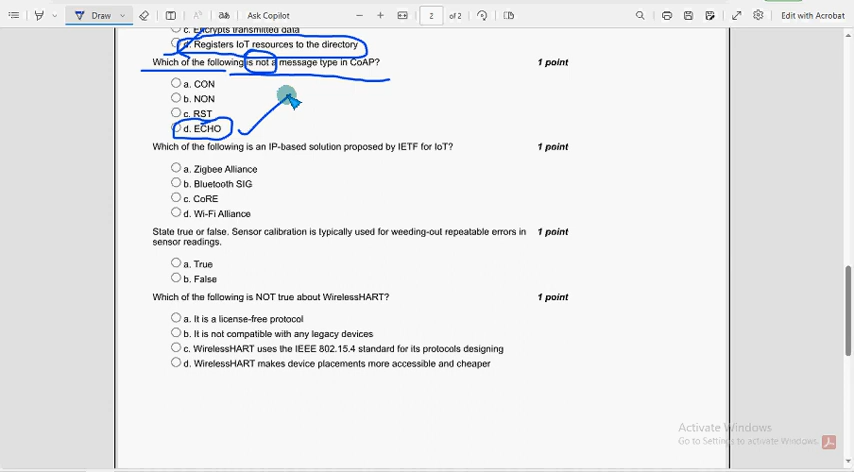 Draw
aあ
Ask Copilot
2
of 2
Edit with Acrobat
c. Encrypts transmitted data
d. Registers IoT resources to the directory
Which of the following is not a message type in CoAP? 1 point
a. CON
b. NON
c. RST
d. ECHO
Which of the following is an IP-based solution proposed by IETF for IoT? 1 point
a. Zigbee Alliance
b. Bluetooth SIG
c. CoRE
d. Wi-Fi Alliance
State true or false. Sensor calibration is typically used for weeding-out repeatable errors in 1 point
sensor readings.
a. True
b. False
Which of the following is NOT true about WirelessHART? 1 point
a. It is a license-free protocol
b. It is not compatible with any legacy devices
c. WirelessHART uses the IEEE 802.15.4 standard for its protocols designing
d. WirelessHART makes device placements more accessible and cheaper
Activate Windows
Go to Settings to activate Windows.